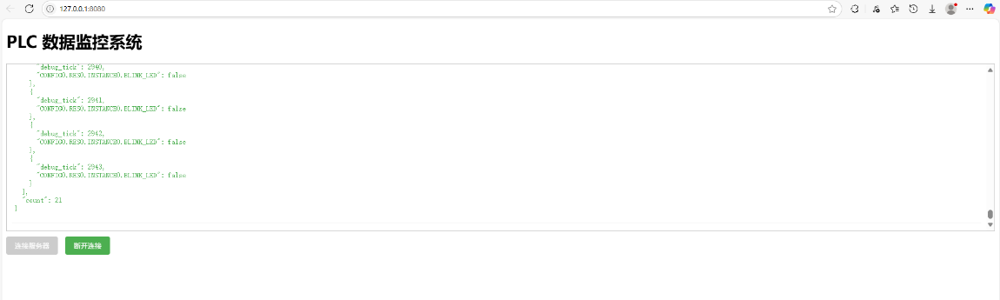 127.0.0.1:8080
PLC 数据监控系统
"debug_tick": 2940,
"CONFIG0.RES0.INSTANCE0.BLINK_LED": false
},
{
"debug_tick": 2941,
"CONFIG0.RES0.INSTANCE0.BLINK_LED": false
},
{
"debug_tick": 2942,
"CONFIG0.RES0.INSTANCE0.BLINK_LED": false
},
{
"debug_tick": 2943,
"CONFIG0.RES0.INSTANCE0.BLINK_LED": false
}
],
"count": 21
}
连接服务器
断开连接